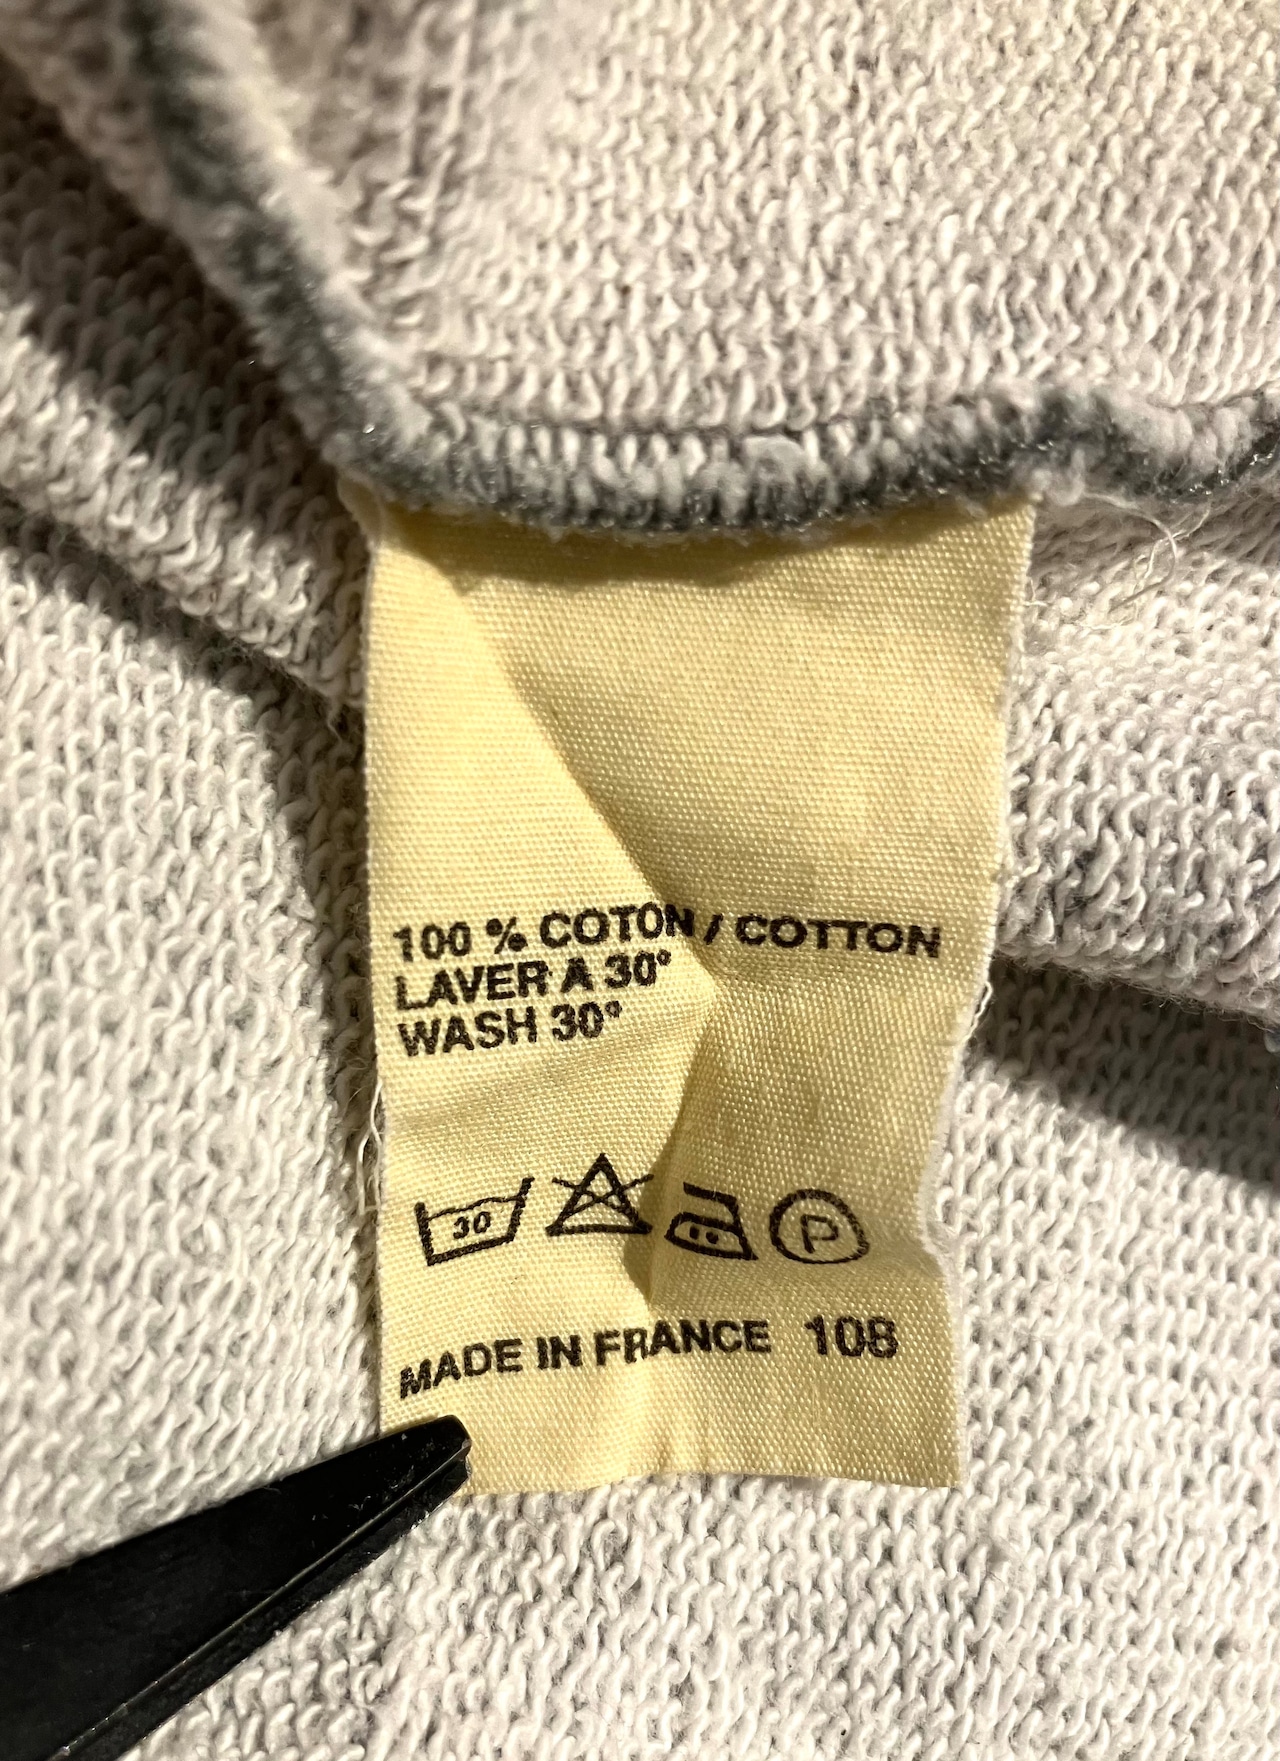 100 % COTON / COTTON
LAVER A 30°
WASH 30°
30 P
MADE IN FRANCE 108